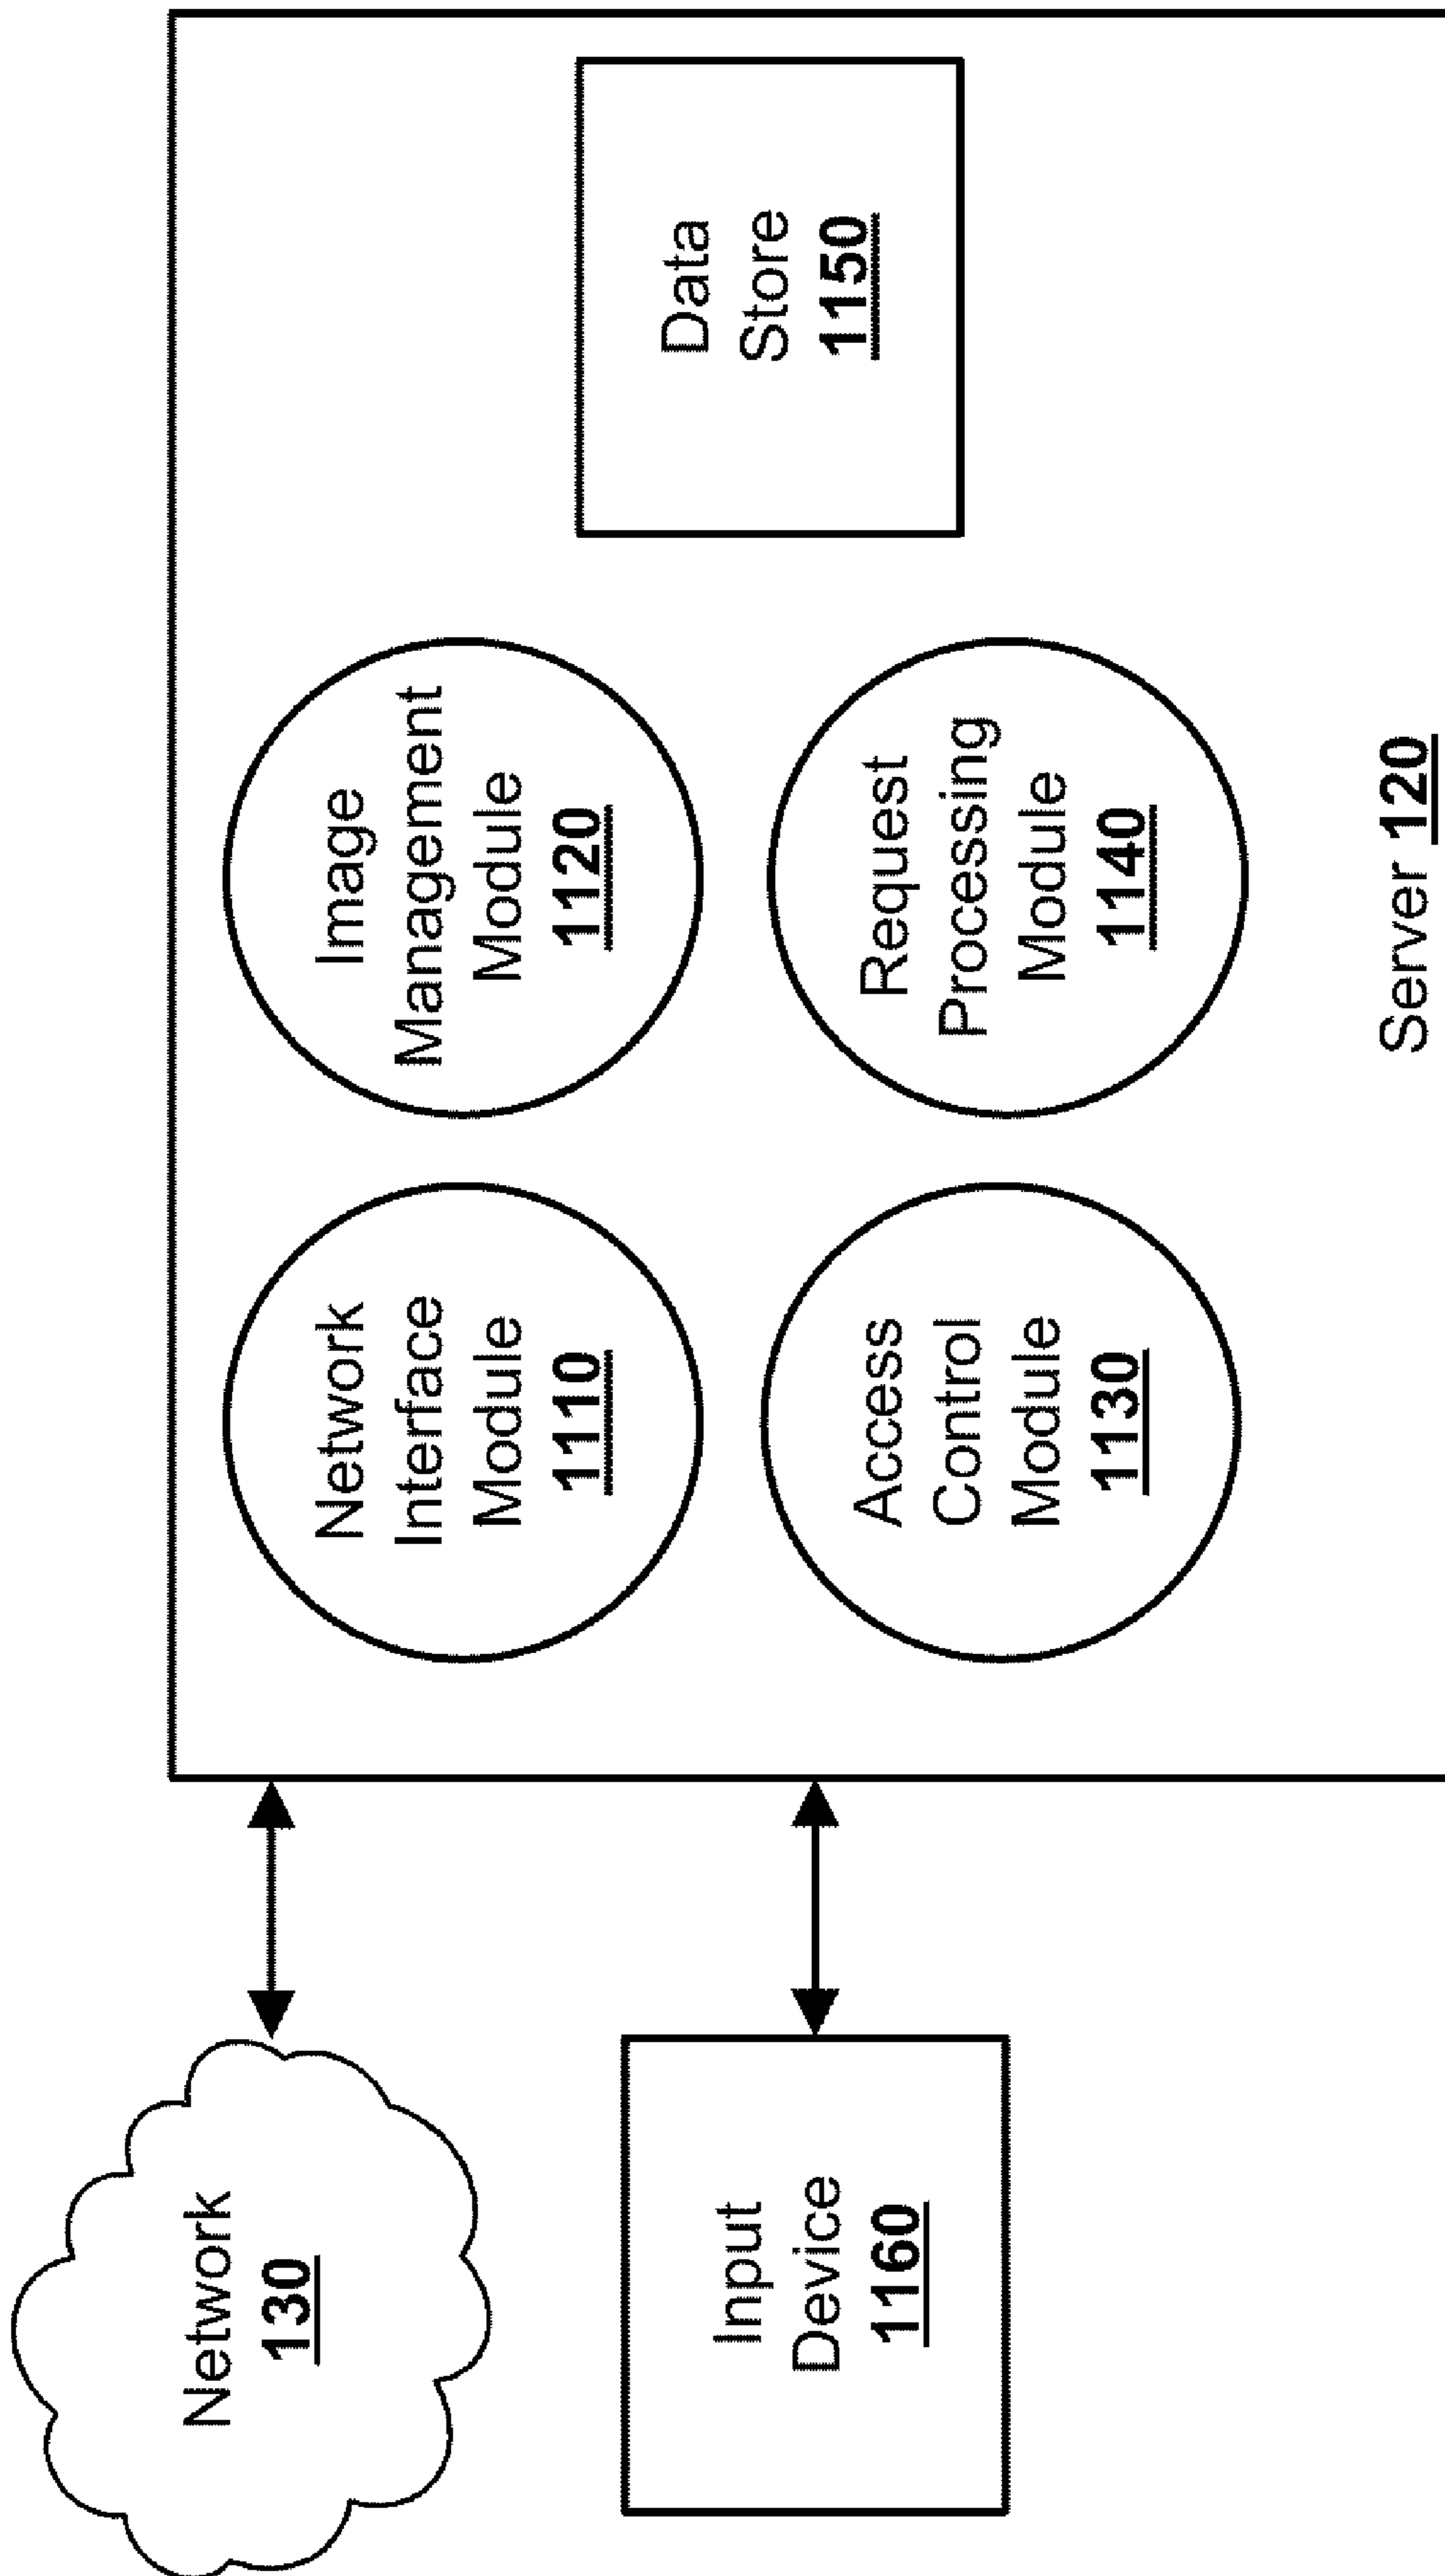 Network
130
Input
Device
1160
Network
Interface
Module
1110
Image
Management
Module
1120
Access
Control
Module
1130
Request
Processing
Module
1140
Data
Store
1150
Server 120